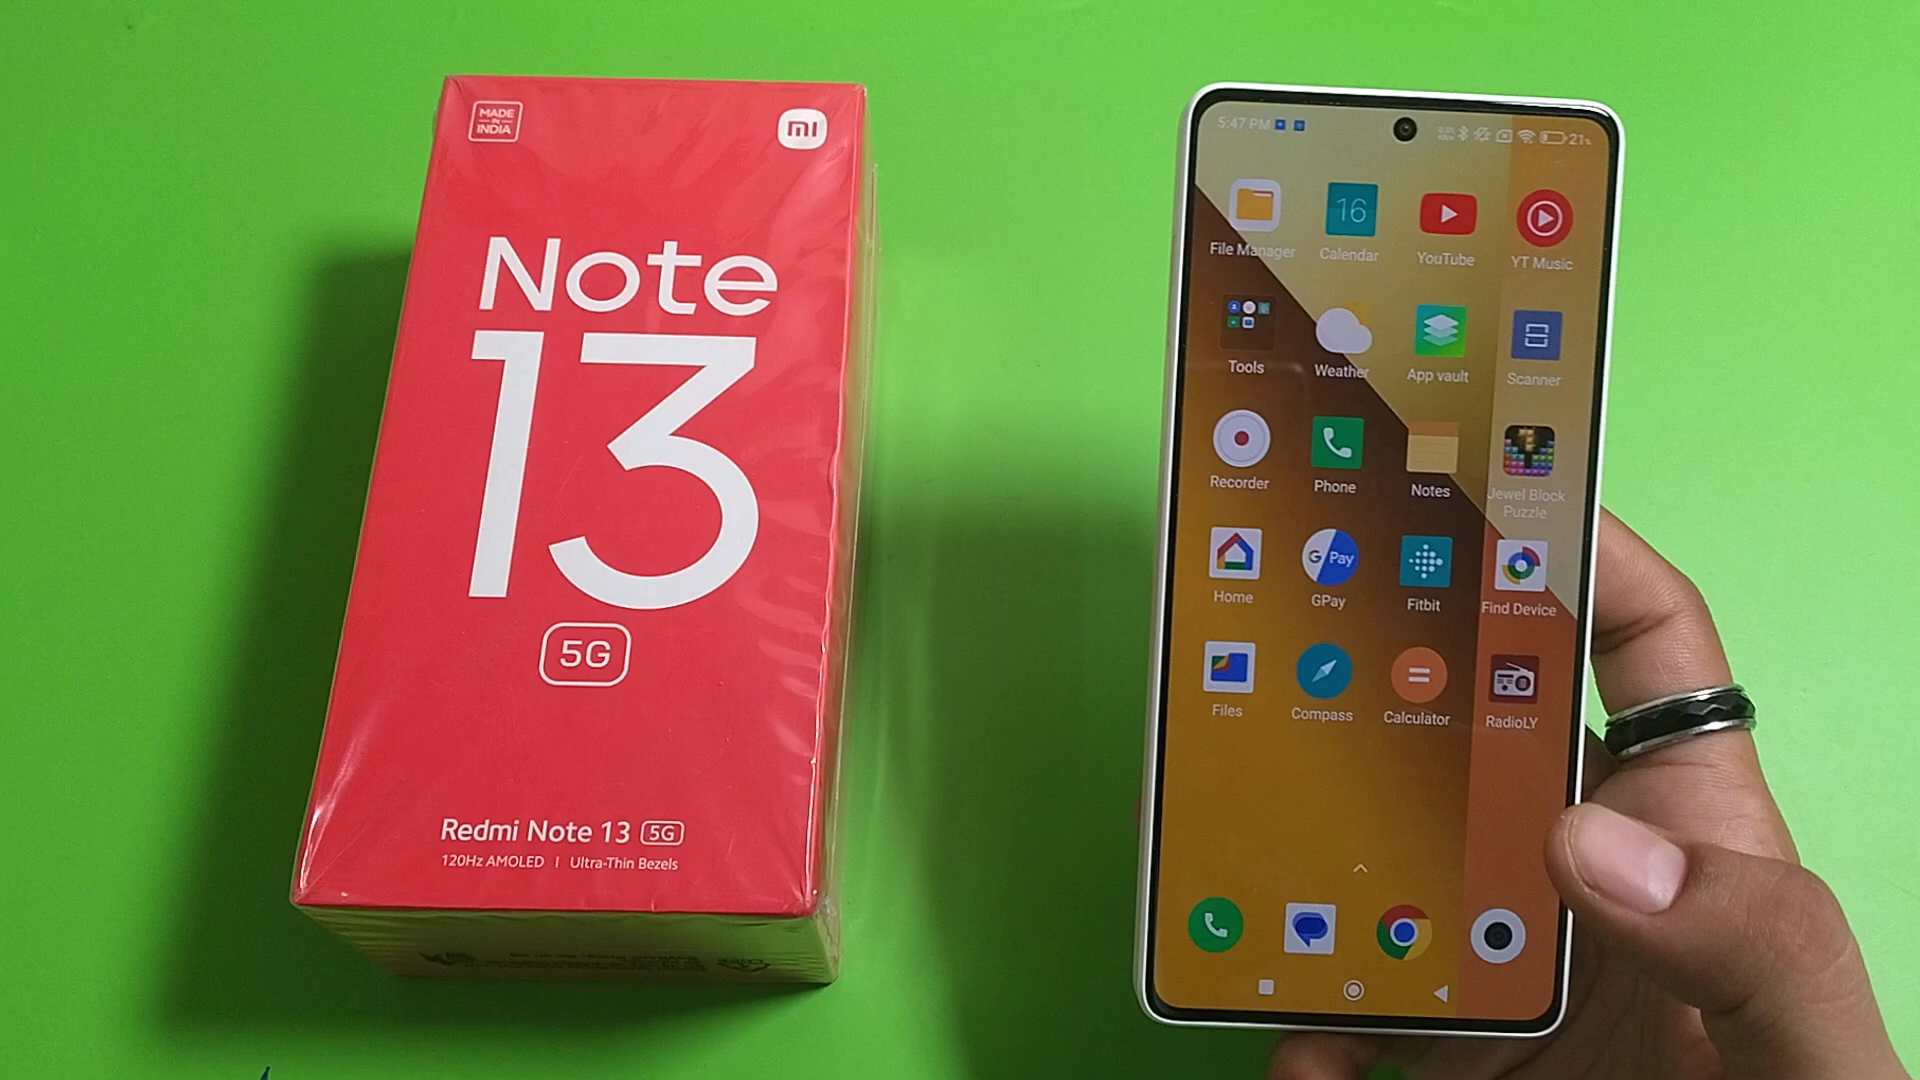 MADE
IN
INDIA
mi
Note
13
5G
Redmi Note 13 5G
120Hz AMOLED | Ultra-Thin Bezels
5:47 PM
21
File Manager
16
Calendar
YouTube
YT Music
Tools
Weather
App vault
Scanner
Recorder
Phone
Notes
Jewel Block
Puzzle
Home
G Pay
GPay
Fitbit
Find Device
Files
Compass
Calculator
RadioLY